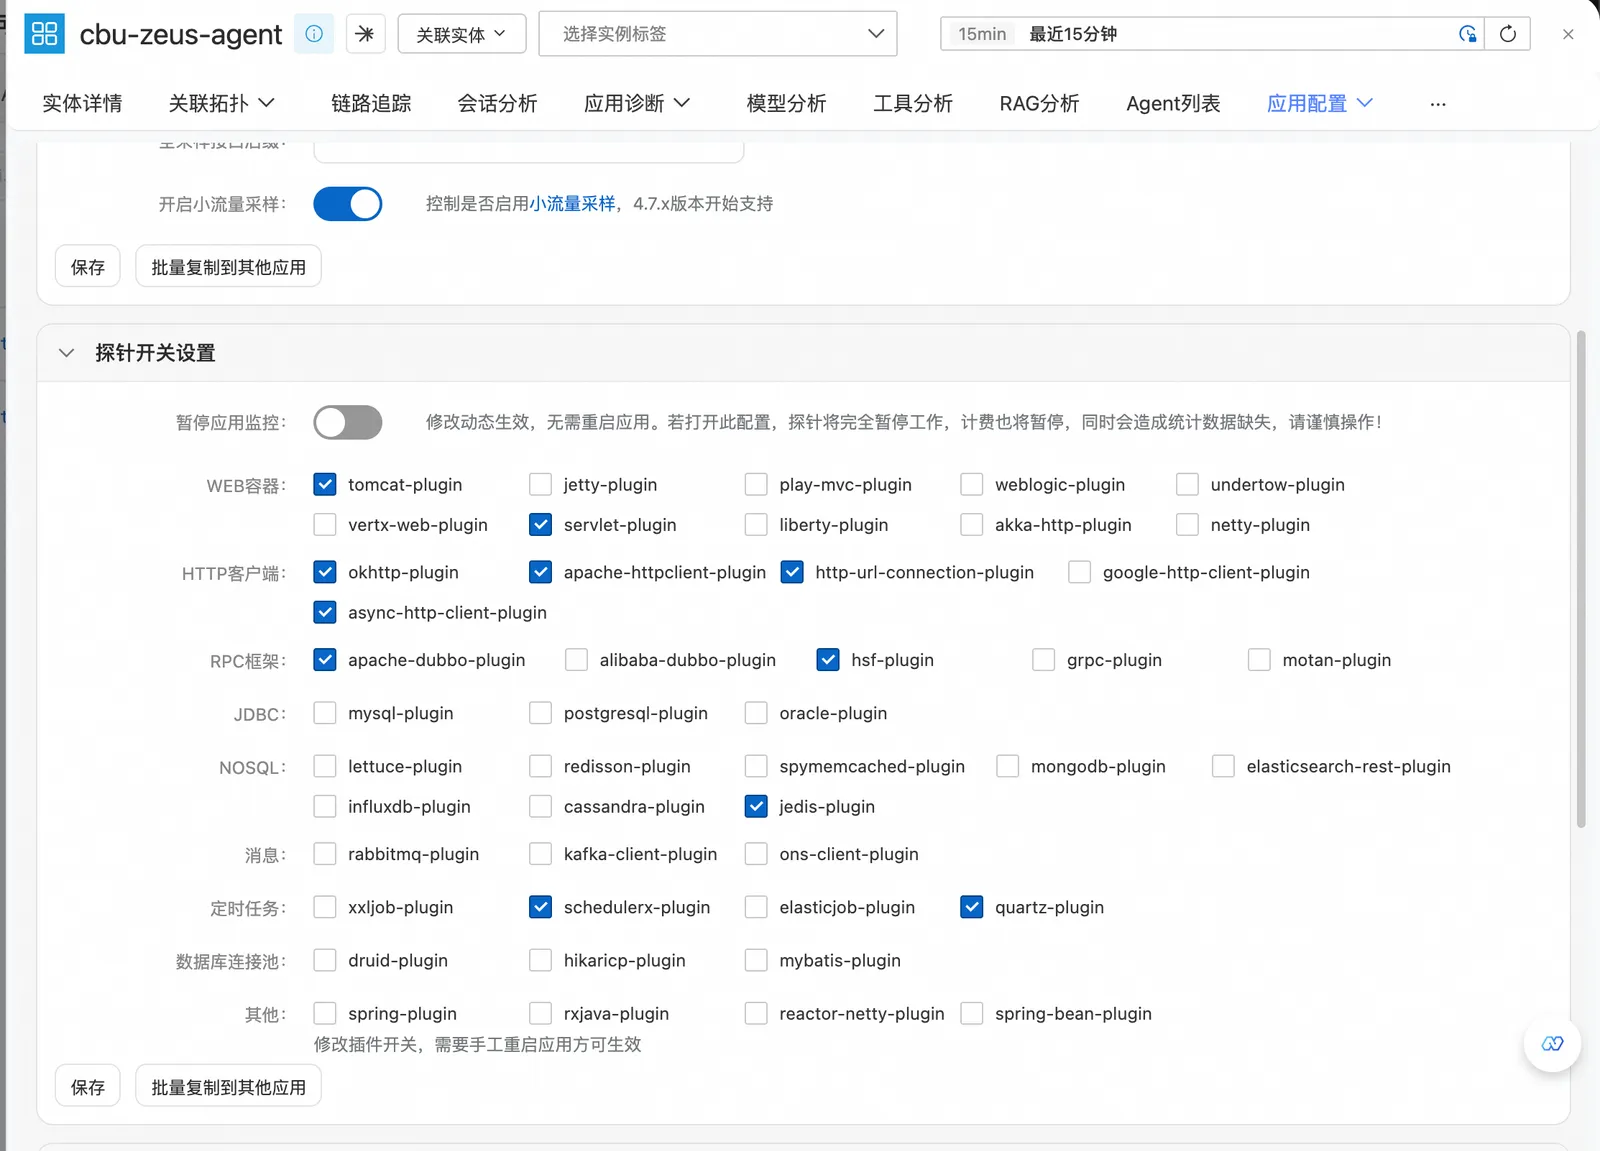 cbu-zeus-agent 关联实体 选择实例标签 15min 最近15分钟
实体详情 关联拓扑 链路追踪 会话分析 应用诊断 模型分析 工具分析 RAG分析 Agent列表 应用配置 ...
全采样接口后缀：
开启小流量采样： 控制是否启用小流量采样，4.7.x版本开始支持
保存 批量复制到其他应用
探针开关设置
暂停应用监控： 修改动态生效，无需重启应用。若打开此配置，探针将完全暂停工作，计费也将暂停，同时会造成统计数据缺失，请谨慎操作！
WEB容器： tomcat-plugin jetty-plugin play-mvc-plugin weblogic-plugin undertow-plugin
vertx-web-plugin servlet-plugin liberty-plugin akka-http-plugin netty-plugin
HTTP客户端： okhttp-plugin apache-httpclient-plugin http-url-connection-plugin google-http-client-plugin
async-http-client-plugin
RPC框架： apache-dubbo-plugin alibaba-dubbo-plugin hsf-plugin grpc-plugin motan-plugin
JDBC： mysql-plugin postgresql-plugin oracle-plugin
NOSQL： lettuce-plugin redisson-plugin spymemcached-plugin mongodb-plugin elasticsearch-rest-plugin
influxdb-plugin cassandra-plugin jedis-plugin
消息： rabbitmq-plugin kafka-client-plugin ons-client-plugin
定时任务： xxljob-plugin schedulerx-plugin elasticjob-plugin quartz-plugin
数据库连接池： druid-plugin hikaricp-plugin mybatis-plugin
其他： spring-plugin rxjava-plugin reactor-netty-plugin spring-bean-plugin
修改插件开关，需要手工重启应用方可生效
保存 批量复制到其他应用